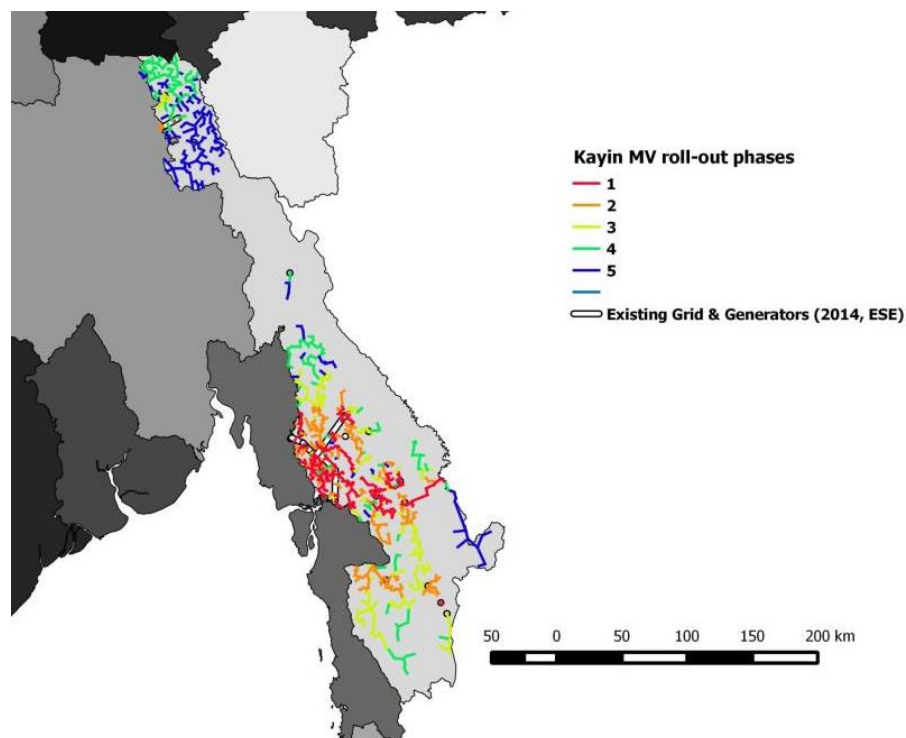 Kayin MV roll-out phases
1
2
3
4
5
Existing Grid & Generators (2014, ESE)
50 0 50 100 150 200 km